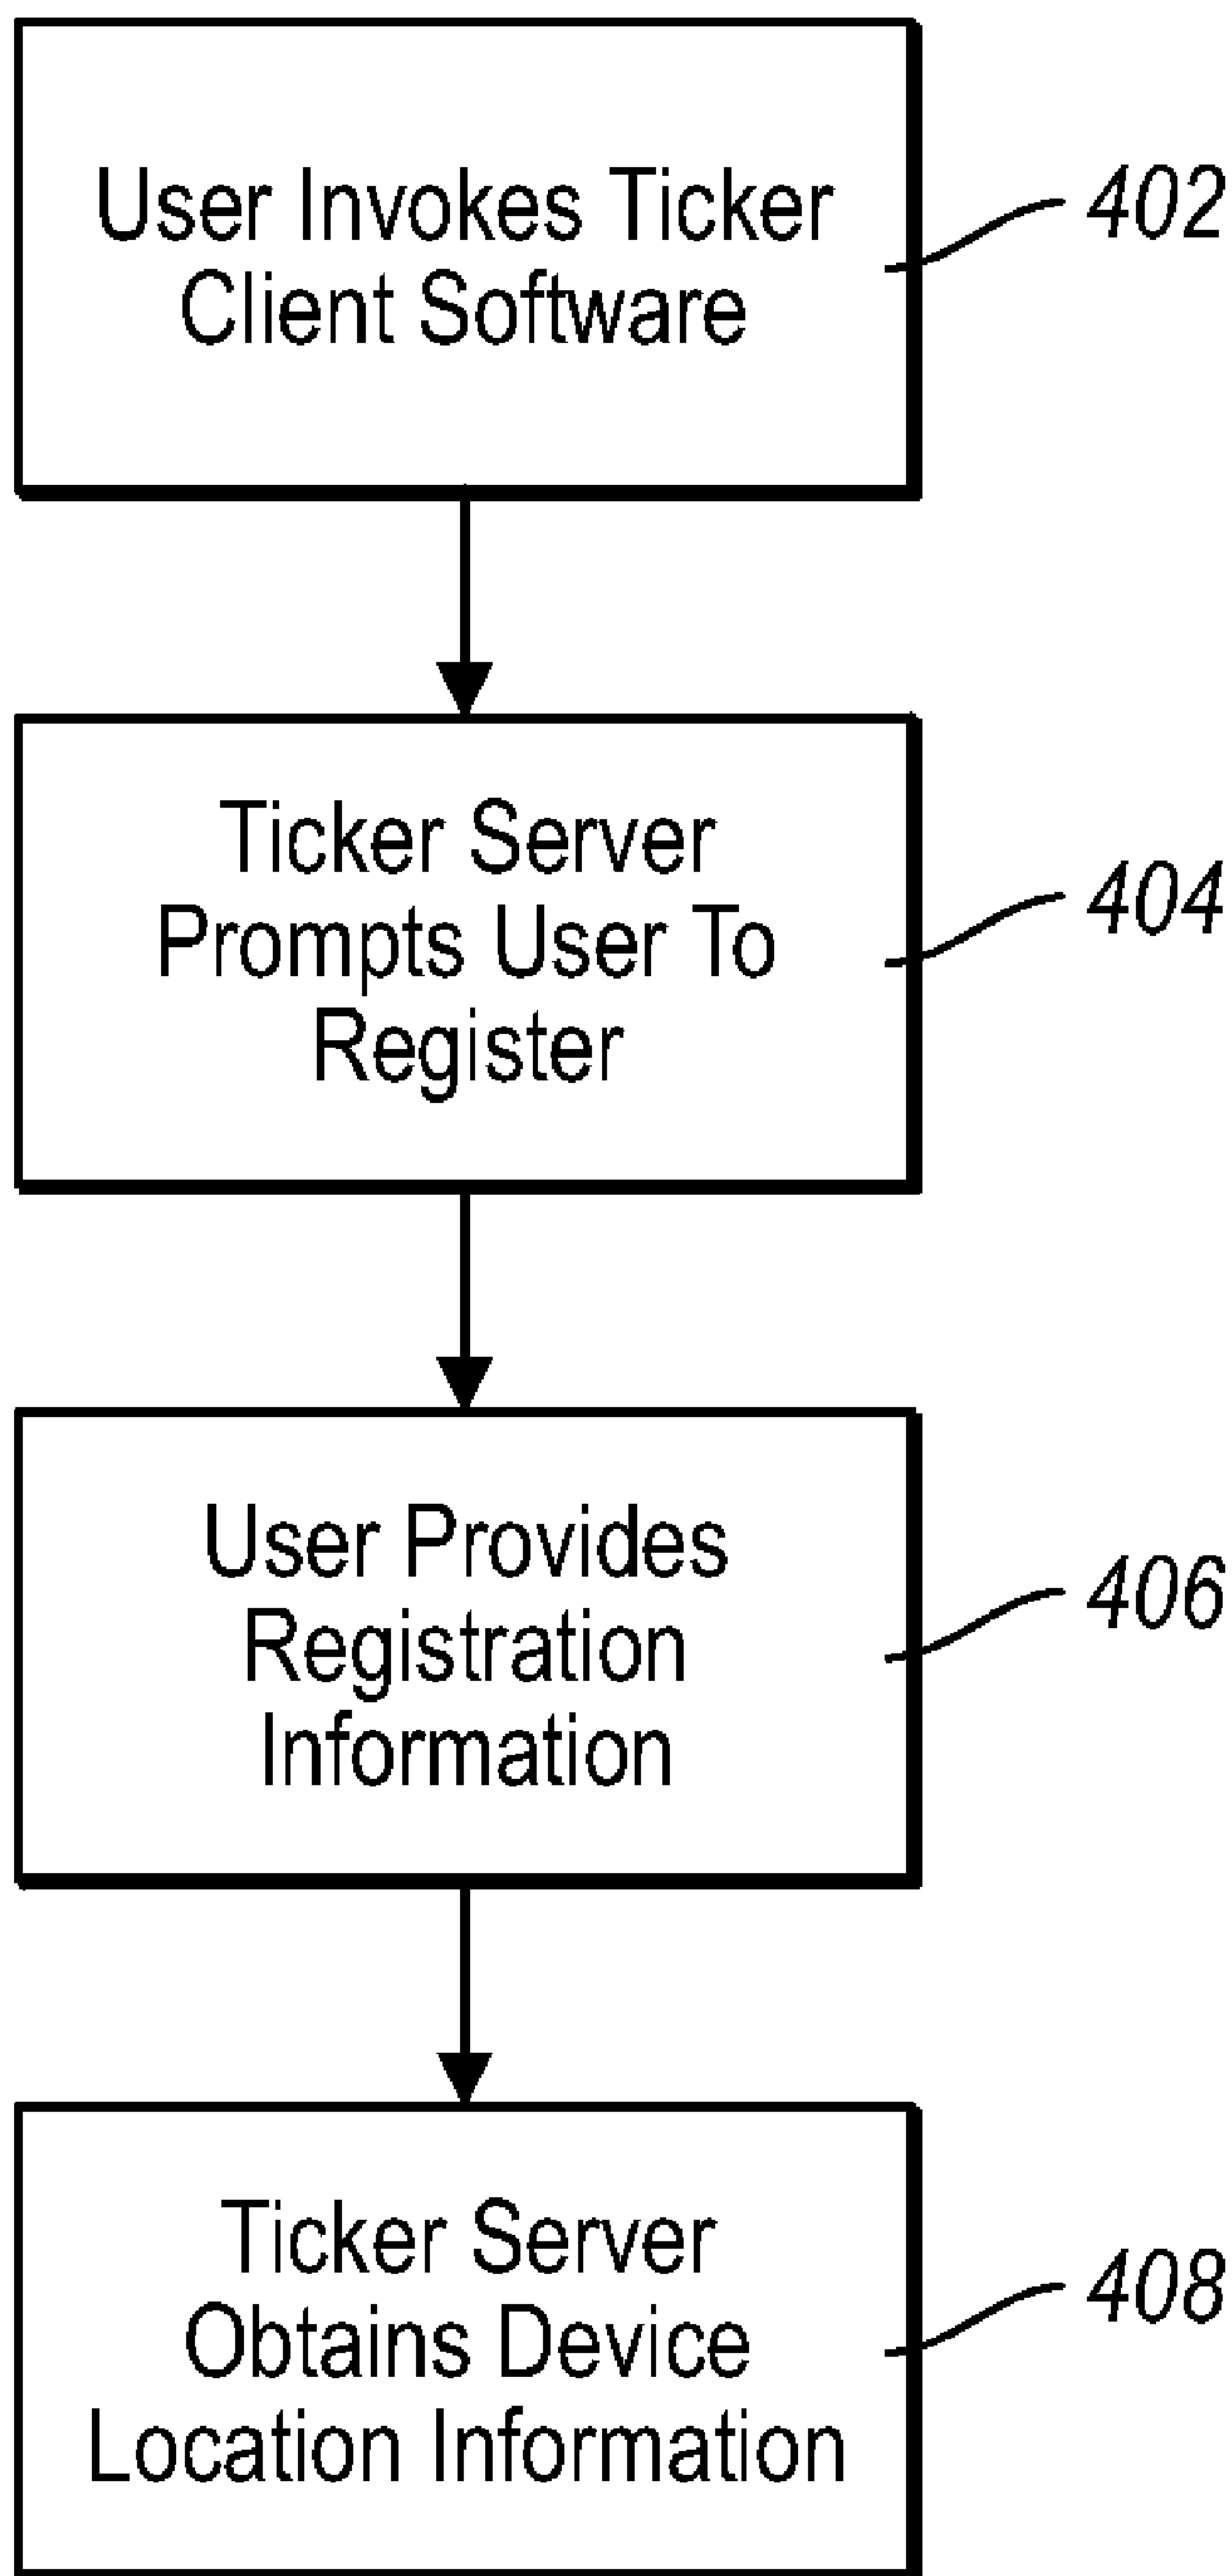 User Invokes Ticker
Client Software
402
Ticker Server
Prompts User To
Register
404
User Provides
Registration
Information
406
Ticker Server
Obtains Device
Location Information
408